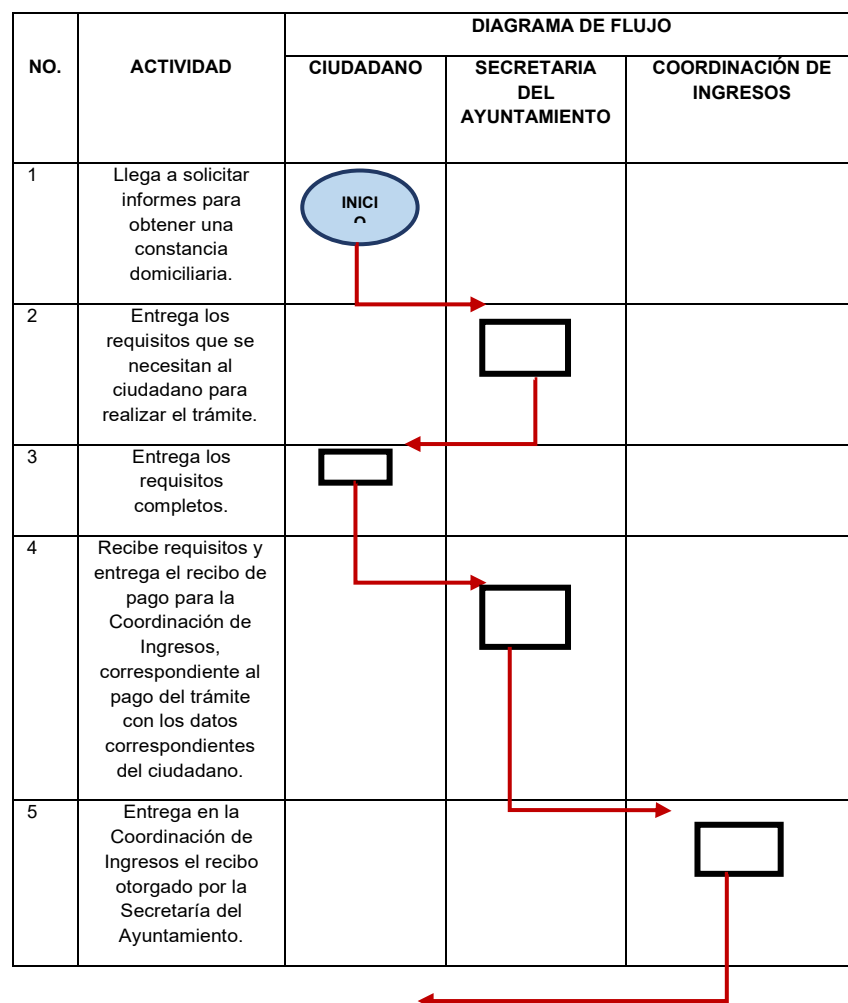 DIAGRAMA DE FLUJO
NO.
ACTIVIDAD
CIUDADANO
SECRETARIA
DEL
AYUNTAMIENTO
COORDINACIÓN DE
INGRESOS
1
Llega a solicitar
informes para
obtener una
constancia
domiciliaria.
INICI
O
2
Entrega los
requisitos que se
necesitan al
ciudadano para
realizar el trámite.
3
Entrega los
requisitos
completos.
4
Recibe requisitos y
entrega el recibo de
pago para la
Coordinación de
Ingresos,
correspondiente al
pago del trámite
con los datos
correspondientes
del ciudadano.
5
Entrega en la
Coordinación de
Ingresos el recibo
otorgado por la
Secretaría del
Ayuntamiento.